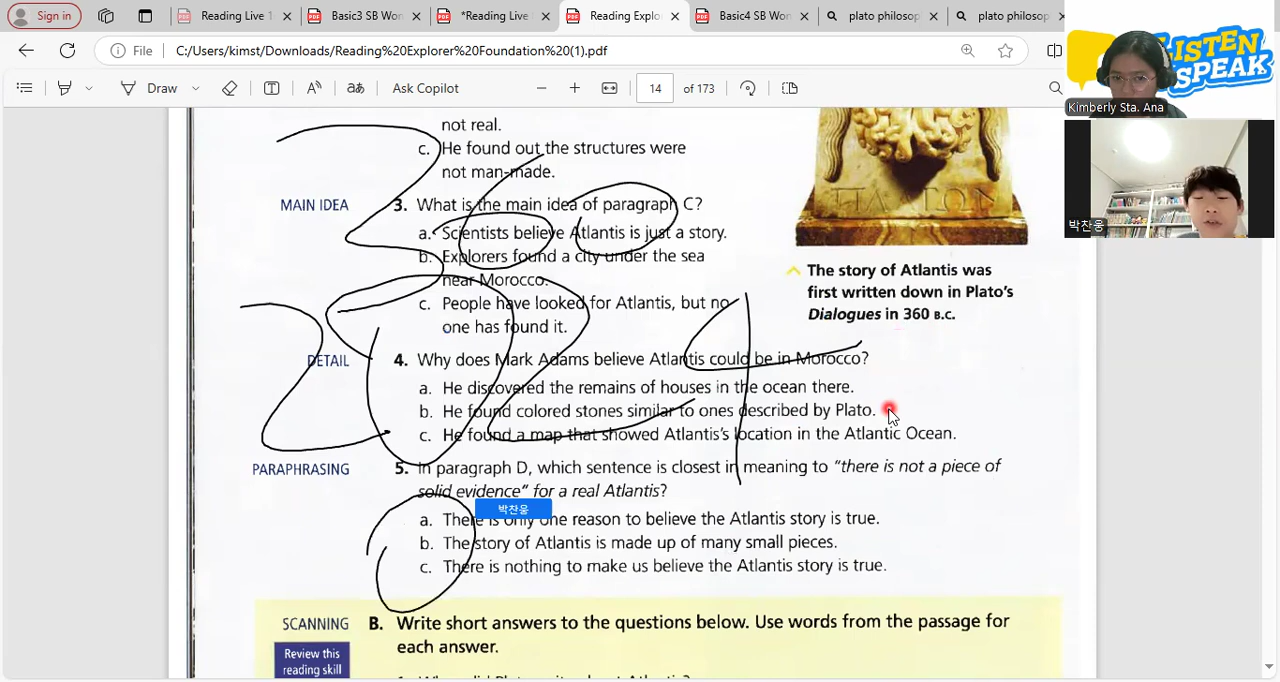 Sign in
Reading Live 1
Basic3 SB Wor
*Reading Live
Reading Explo
Basic4 SB Wor
plato philosop
plato philosop
File
C:/Users/kimst/Downloads/Reading%20Explorer%20Foundation%20(1).pdf
Draw
Ask Copilot
14 of 173
LISTEN
SPEAK
Kimberly Sta. Ana
박찬웅
not real.
c. He found out the structures were
not man-made.
MAIN IDEA 3. What is the main idea of paragraph C?
a. Scientists believe Atlantis is just a story.
b. Explorers found a city under the sea
near Morocco.
c. People have looked for Atlantis, but no
one has found it.
PLATON
The story of Atlantis was
first written down in Plato's
Dialogues in 360 B.C.
DETAIL 4. Why does Mark Adams believe Atlantis could be in Morocco?
a. He discovered the remains of houses in the ocean there.
b. He found colored stones similar to ones described by Plato.
c. He found a map that showed Atlantis's location in the Atlantic Ocean.
PARAPHRASING 5. In paragraph D, which sentence is closest in meaning to "there is not a piece of
solid evidence" for a real Atlantis?
박찬웅
a. There is only one reason to believe the Atlantis story is true.
b. The story of Atlantis is made up of many small pieces.
c. There is nothing to make us believe the Atlantis story is true.
SCANNING B. Write short answers to the questions below. Use words from the passage for
each answer.
Review this
reading skill